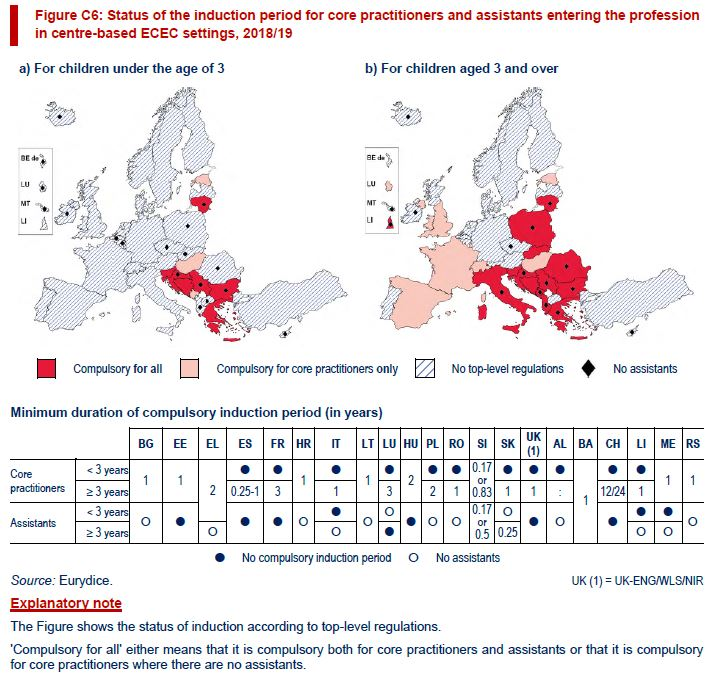 Figure C6: Status of the induction period for core practitioners and assistants entering the profession
in centre-based ECEC settings, 2018/19
a) For children under the age of 3
b) For children aged 3 and over
BE de
LU
MT
LI
BE de
LU
MT
LI
Compulsory for all
Compulsory for core practitioners only
No top-level regulations
No assistants
Minimum duration of compulsory induction period (in years)
BG EE EL ES FR HR IT LT LU HU PL RO SI SK UK (1) AL BA CH LI ME RS
Core practitioners
< 3 years ● ● ● ● ● ● 0.17 ● ● ● ● ●
1 1 2 1 1 2 or 1 1 1
≥ 3 years 0.25-1 3 1 3 2 1 0.83 1 1 : 12/24 1
Assistants
< 3 years ● O 0.17 O ● ●
O ● ● ● O O ● O O or ● O ● O
≥ 3 years O O ● 0.5 0.25 O O
● No compulsory induction period O No assistants
Source: Eurydice.
UK (1) = UK-ENG/WLS/NIR
Explanatory note
The Figure shows the status of induction according to top-level regulations.
'Compulsory for all' either means that it is compulsory both for core practitioners and assistants or that it is compulsory
for core practitioners where there are no assistants.